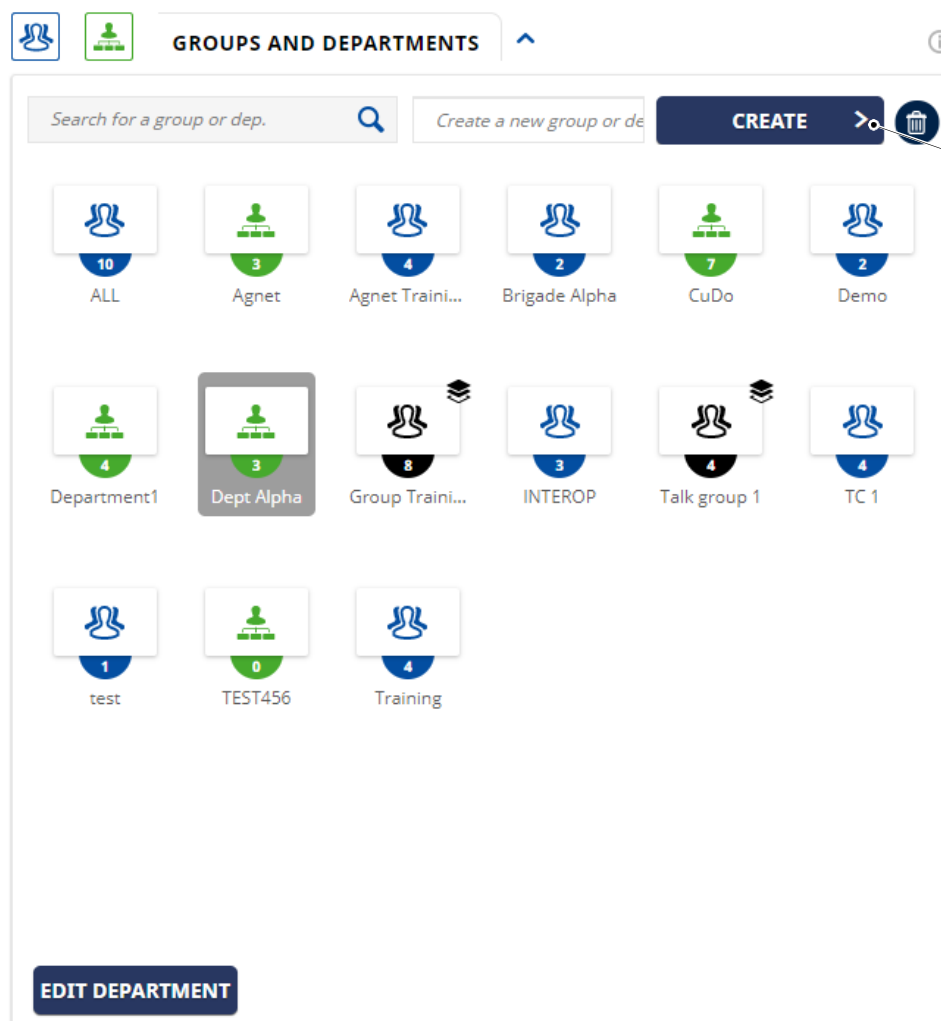 GROUPS AND DEPARTMENTS
Search for a group or dep.
Create a new group or de
CREATE
10
3
4
2
7
2
ALL
Agnet
Agnet Traini...
Brigade Alpha
CuDo
Demo
4
3
8
3
4
4
Department1
Dept Alpha
Group Traini...
INTEROP
Talk group 1
TC 1
1
0
4
test
TEST456
Training
EDIT DEPARTMENT